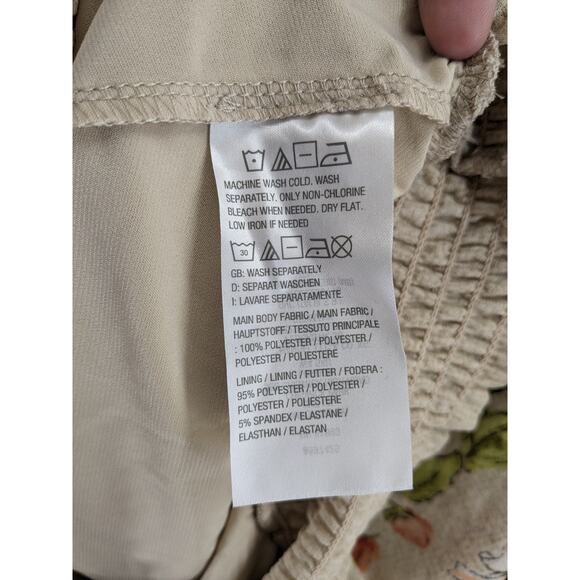 MACHINE WASH COLD. WASH
SEPARATELY. ONLY NON-CHLORINE
BLEACH WHEN NEEDED. DRY FLAT.
LOW IRON IF NEEDED
30
GB: WASH SEPARATELY
D: SEPARAT WASCHEN
I: LAVARE SEPARATAMENTE
MAIN BODY FABRIC / MAIN FABRIC /
HAUPTSTOFF / TESSUTO PRINCIPALE
: 100% POLYESTER / POLYESTER /
POLYESTER / POLIESTERE
LINING / LINING / FUTTER / FODERA :
95% POLYESTER / POLYESTER /
POLYESTER / POLIESTERE
5% SPANDEX / ELASTANE /
ELASTHAN / ELASTAN